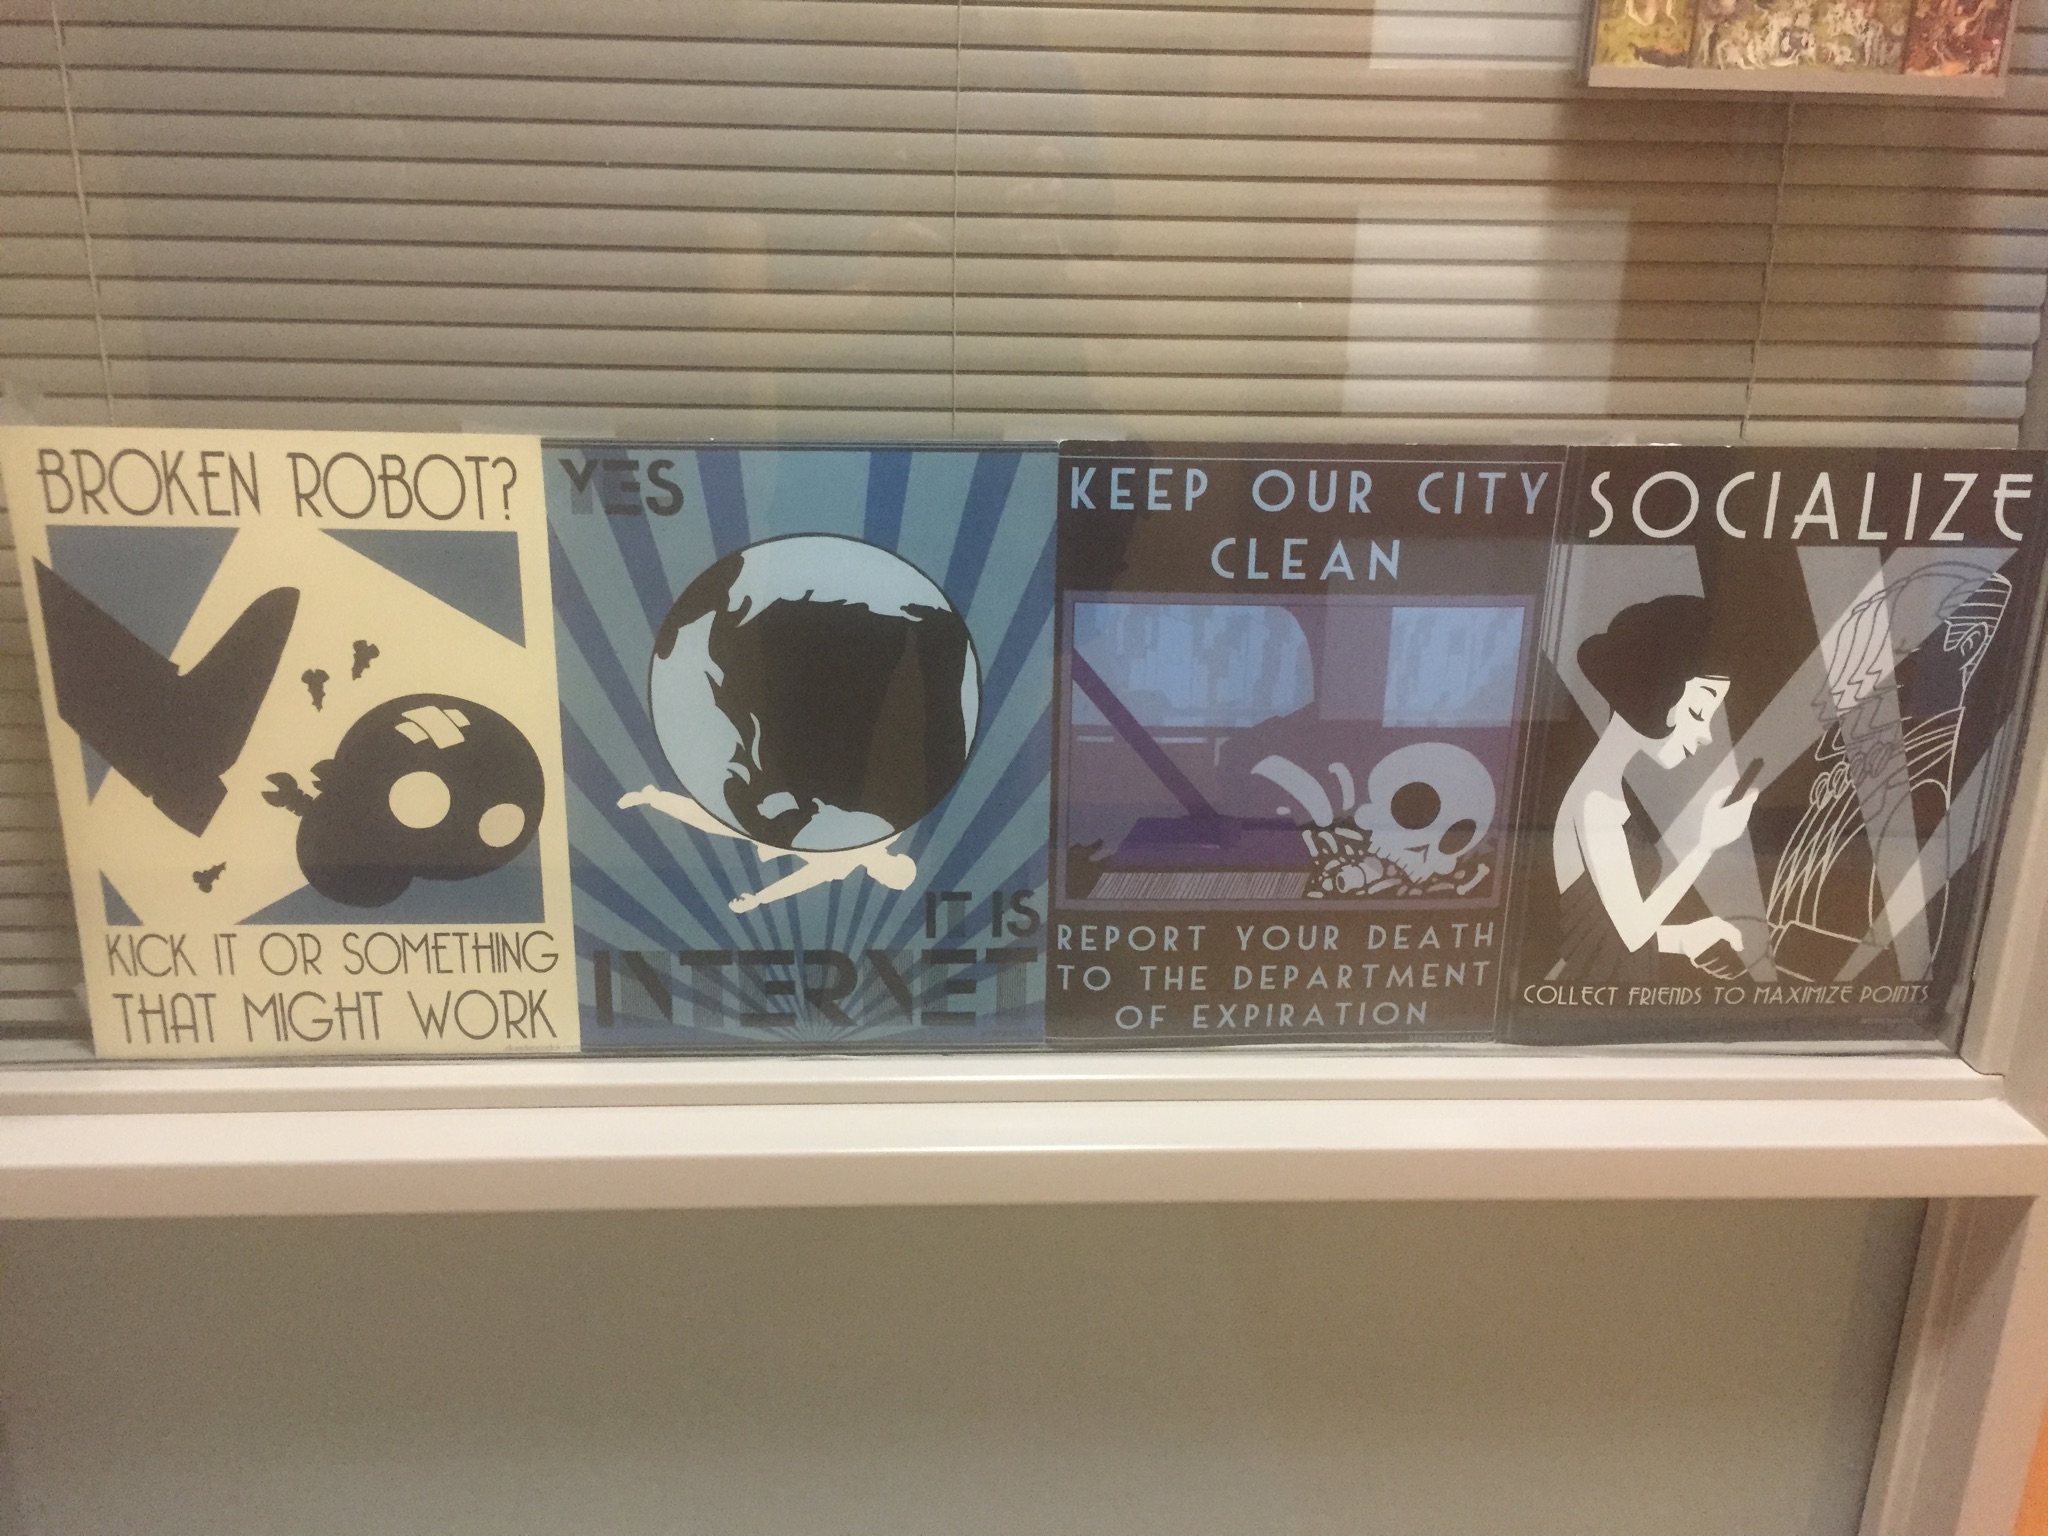 BROKEN ROBOT?
KICK IT OR SOMETHING
THAT MIGHT WORK
YES
IT IS
INTERNET
KEEP OUR CITY
CLEAN
REPORT YOUR DEATH
TO THE DEPARTMENT
OF EXPIRATION
SOCIALIZE
COLLECT FRIENDS TO MAXIMIZE POINTS